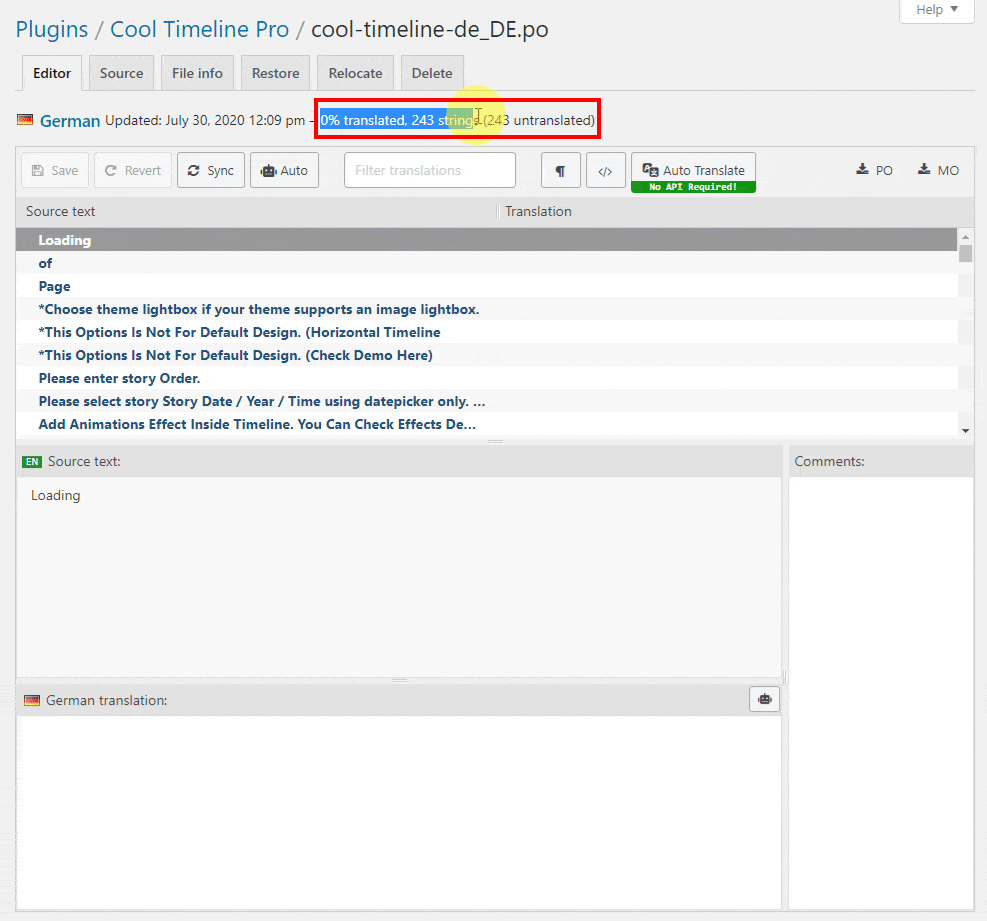 Help
Plugins / Cool Timeline Pro / cool-timeline-de_DE.po
Editor Source File info Restore Relocate Delete
German Updated: July 30, 2020 12:09 pm – 0% translated, 243 strings (243 untranslated)
Save Revert Sync Auto Filter translations ¶ </> Auto Translate PO MO
No API Required!
Source text Translation
Loading
of
Page
*Choose theme lightbox if your theme supports an image lightbox.
*This Options Is Not For Default Design. (Horizontal Timeline
*This Options Is Not For Default Design. (Check Demo Here)
Please enter story Order.
Please select story Story Date / Year / Time using datepicker only. ...
Add Animations Effect Inside Timeline. You Can Check Effects De...
EN Source text: Comments:
Loading
German translation: